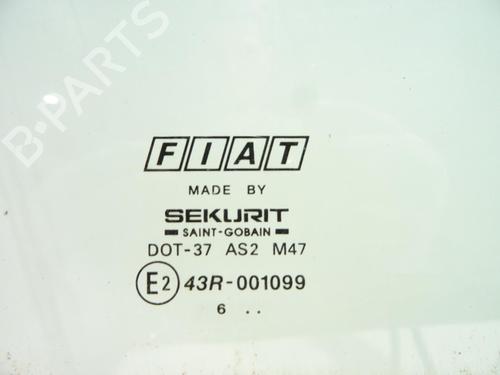 B-PARTS
FIAT
MADE BY
SEKURIT
SAINT-GOBAIN
DOT-37 AS2 M47
E2 43R-001099
6 ..